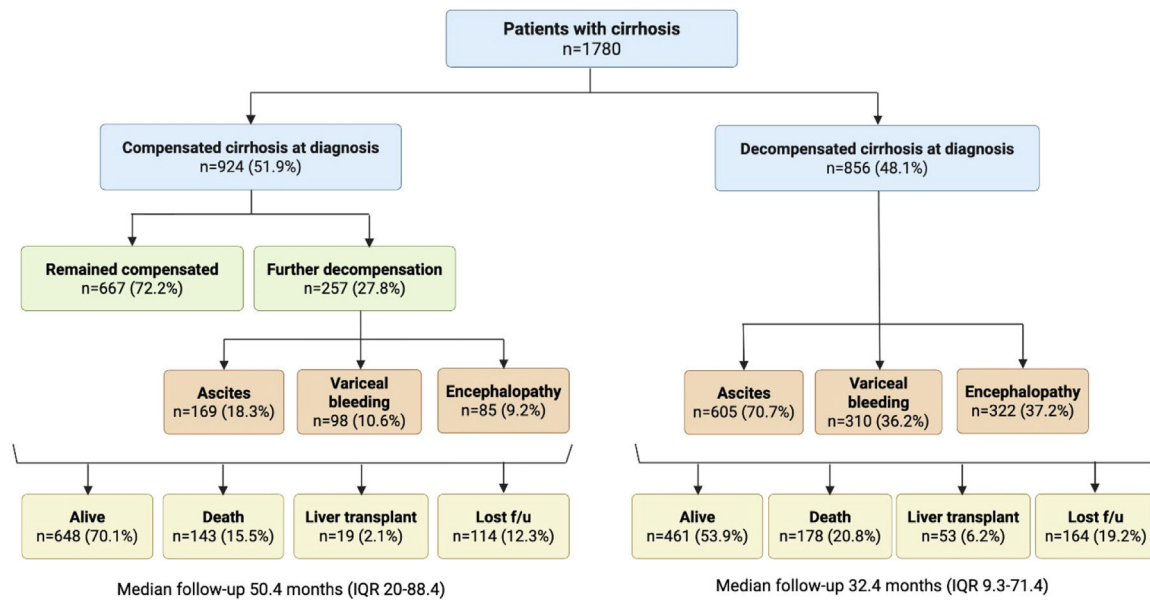 Patients with cirrhosis
n=1780
Compensated cirrhosis at diagnosis
n=924 (51.9%)
Decompensated cirrhosis at diagnosis
n=856 (48.1%)
Remained compensated
n=667 (72.2%)
Further decompensation
n=257 (27.8%)
Ascites
n=169 (18.3%)
Variceal
bleeding
n=98 (10.6%)
Encephalopathy
n=85 (9.2%)
Ascites
n=605 (70.7%)
Variceal
bleeding
n=310 (36.2%)
Encephalopathy
n=322 (37.2%)
Alive
n=648 (70.1%)
Death
n=143 (15.5%)
Liver transplant
n=19 (2.1%)
Lost f/u
n=114 (12.3%)
Alive
n=461 (53.9%)
Death
n=178 (20.8%)
Liver transplant
n=53 (6.2%)
Lost f/u
n=164 (19.2%)
Median follow-up 50.4 months (IQR 20-88.4)
Median follow-up 32.4 months (IQR 9.3-71.4)